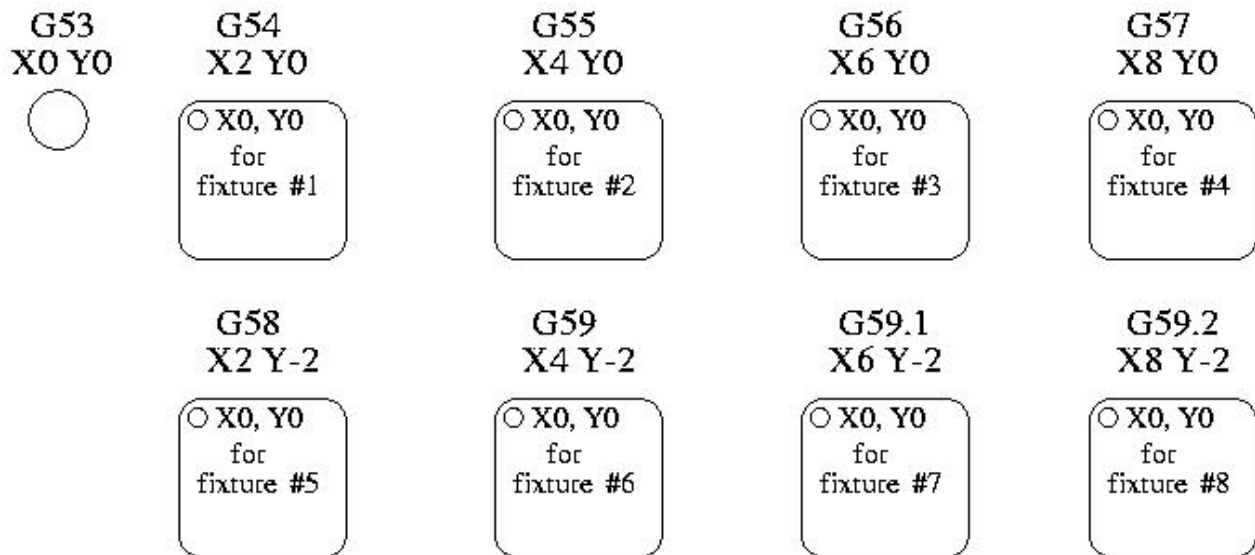 G53
X0 Y0
G54
X2 Y0
G55
X4 Y0
G56
X6 Y0
G57
X8 Y0
X0, Y0
for
fixture #1
X0, Y0
for
fixture #2
X0, Y0
for
fixture #3
X0, Y0
for
fixture #4
G58
X2 Y-2
G59
X4 Y-2
G59.1
X6 Y-2
G59.2
X8 Y-2
X0, Y0
for
fixture #5
X0, Y0
for
fixture #6
X0, Y0
for
fixture #7
X0, Y0
for
fixture #8